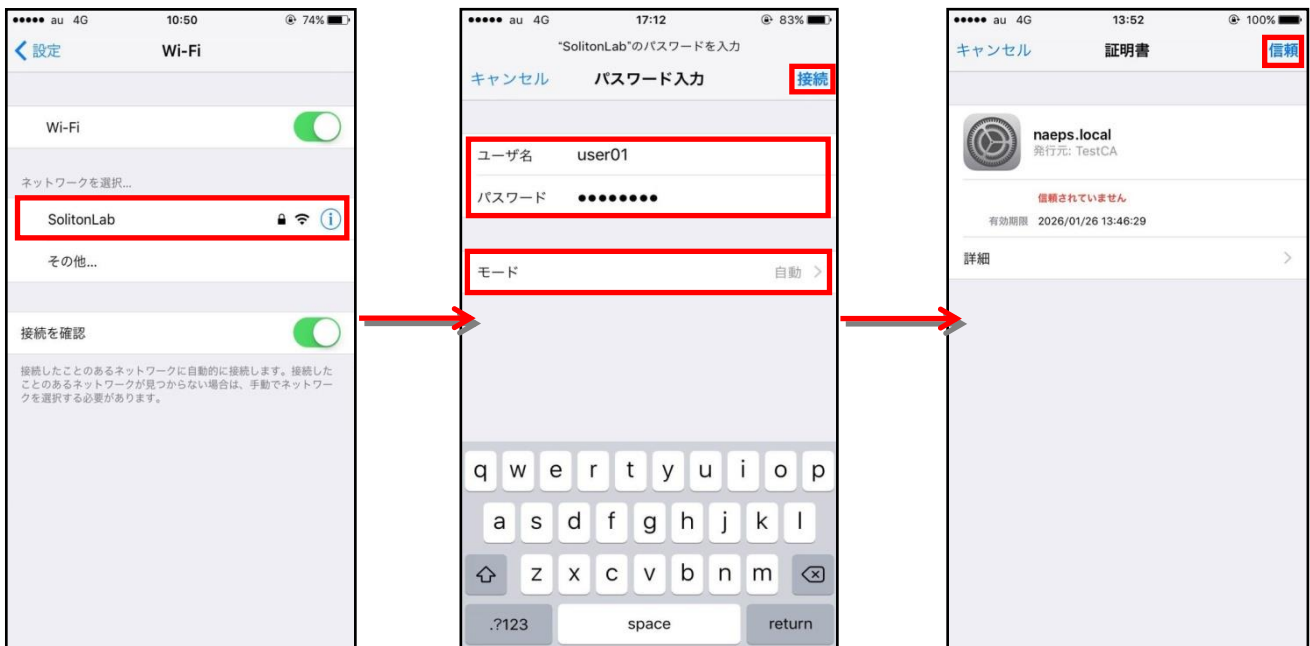 au 4G 10:50 74%
設定 Wi-Fi
Wi-Fi
ネットワークを選択...
SolitonLab
その他...
接続を確認
接続したことのあるネットワークに自動的に接続します。接続した
ことのあるネットワークが見つからない場合は、手動でネットワー
クを選択する必要があります。
au 4G 17:12 83%
"SolitonLab"のパスワードを入力
キャンセル パスワード入力 接続
ユーザ名 user01
パスワード ●●●●●●●●
モード 自動
q w e r t y u i o p
a s d f g h j k l
z x c v b n m
.?123 space return
au 4G 13:52 100%
キャンセル 証明書 信頼
naeps.local
発行元: TestCA
信頼されていません
有効期限 2026/01/26 13:46:29
詳細